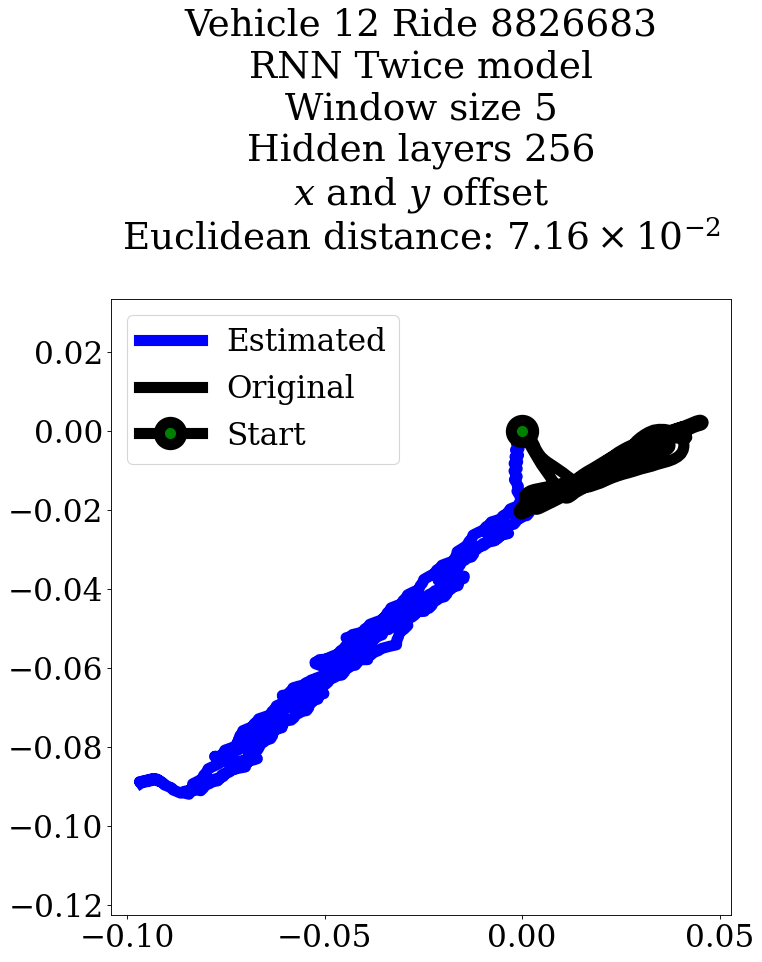 Vehicle 12 Ride 8826683
RNN Twice model
Window size 5
Hidden layers 256
x and y offset
Euclidean distance: 7.16 × 10⁻²
Estimated
Original
Start
0.02
0.00
−0.02
−0.04
−0.06
−0.08
−0.10
−0.12
−0.10 −0.05 0.00 0.05